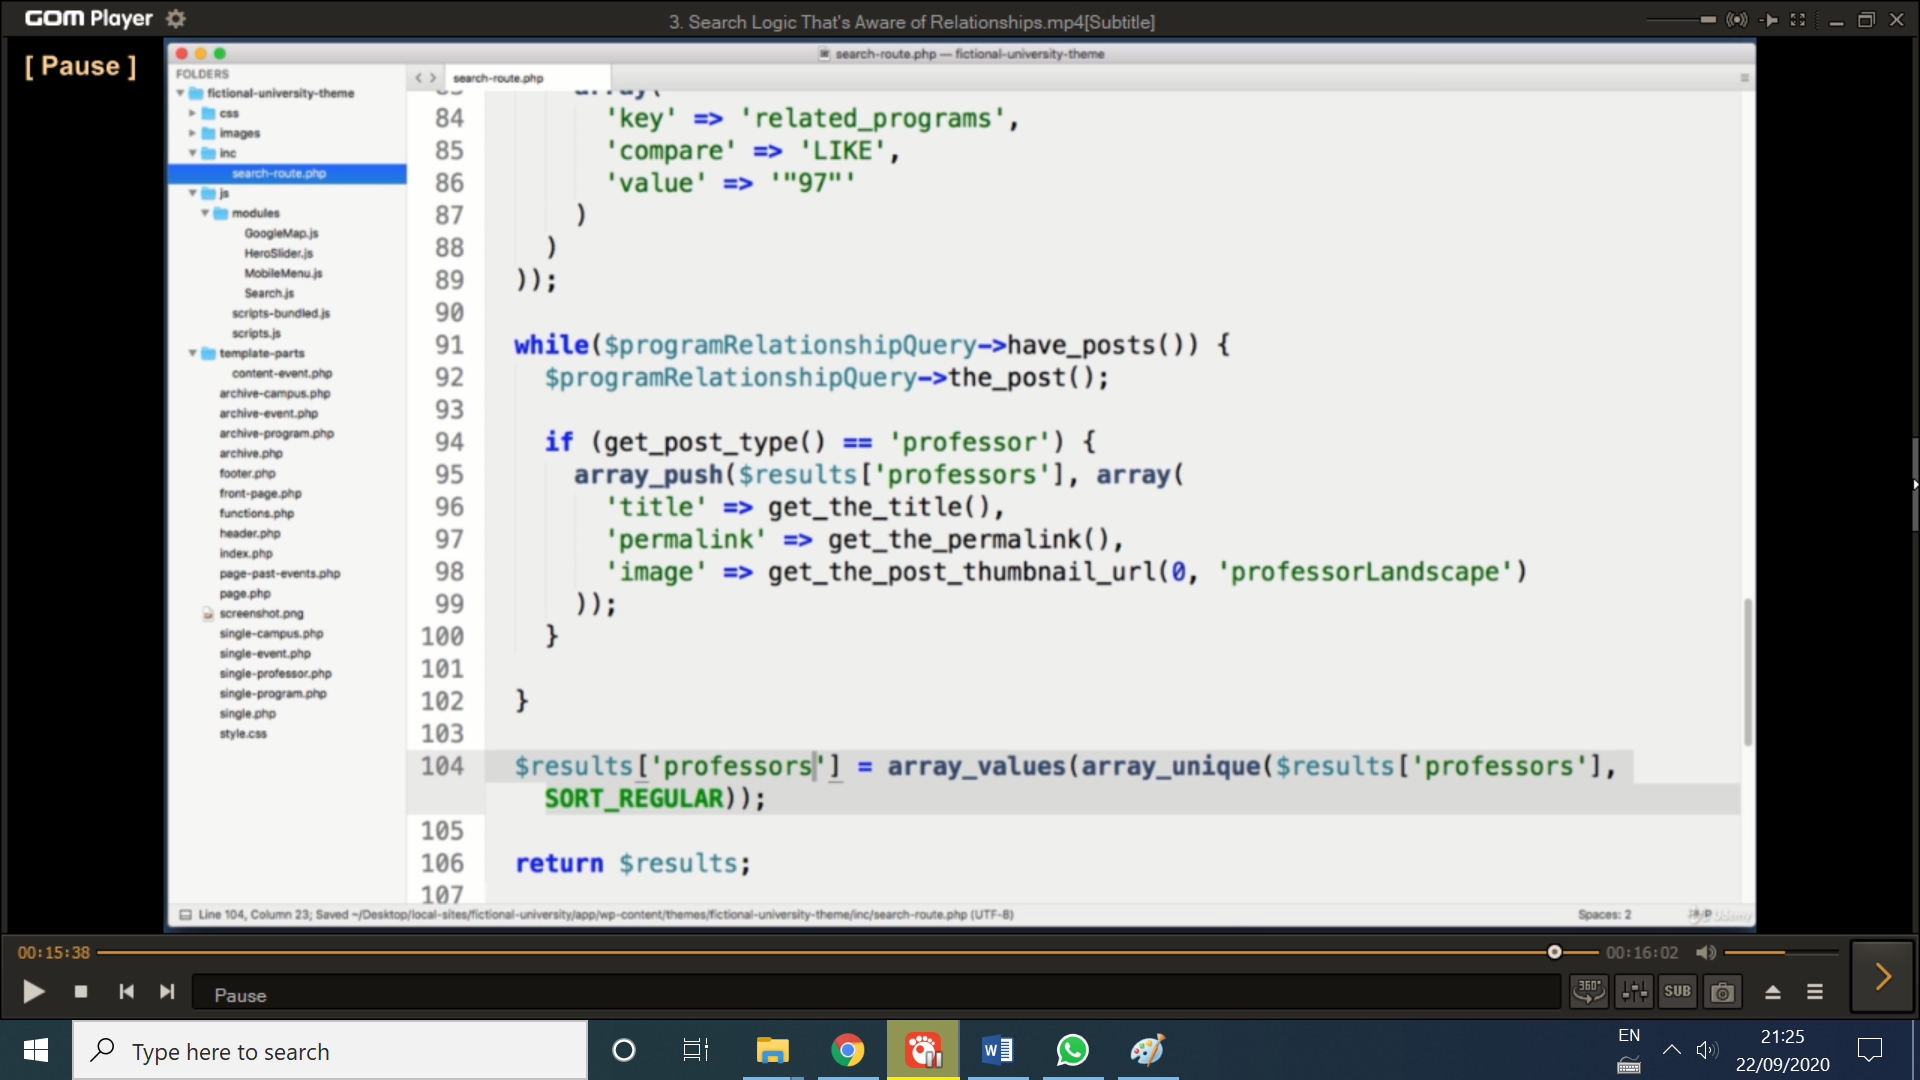 GOM Player
3. Search Logic That's Aware of Relationships.mp4[Subtitle]
[ Pause ]
search-route.php — fictional-university-theme
FOLDERS
fictional-university-theme
css
images
inc
search-route.php
js
modules
GoogleMap.js
HeroSlider.js
MobileMenu.js
Search.js
scripts-bundled.js
scripts.js
template-parts
content-event.php
archive-campus.php
archive-event.php
archive-program.php
archive.php
footer.php
front-page.php
functions.php
header.php
index.php
page-past-events.php
page.php
screenshot.png
single-campus.php
single-event.php
single-professor.php
single-program.php
single.php
style.css
search-route.php
83 array(
84 'key' => 'related_programs',
85 'compare' => 'LIKE',
86 'value' => '"97"'
87 )
88 )
89 ));
90
91 while($programRelationshipQuery->have_posts()) {
92 $programRelationshipQuery->the_post();
93
94 if (get_post_type() == 'professor') {
95 array_push($results['professors'], array(
96 'title' => get_the_title(),
97 'permalink' => get_the_permalink(),
98 'image' => get_the_post_thumbnail_url(0, 'professorLandscape')
99 ));
100 }
101
102 }
103
104 $results['professors'] = array_values(array_unique($results['professors'],
SORT_REGULAR));
105
106 return $results;
107
Line 104, Column 23; Saved ~/Desktop/local-sites/fictional-university/app/wp-content/themes/fictional-university-theme/inc/search-route.php (UTF-8)
Spaces: 2
Udemy
00:15:38
00:16:02
Pause
360°
SUB
Type here to search
EN
21:25
22/09/2020